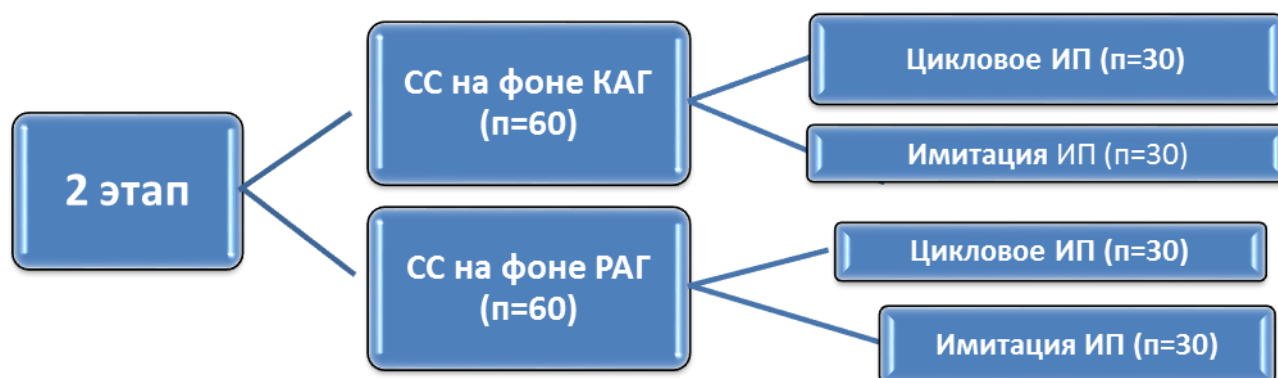 2 этап
СС на фоне КАГ
(п=60)
Цикловое ИП (п=30)
Имитация ИП (п=30)
СС на фоне РАГ
(п=60)
Цикловое ИП (п=30)
Имитация ИП (п=30)